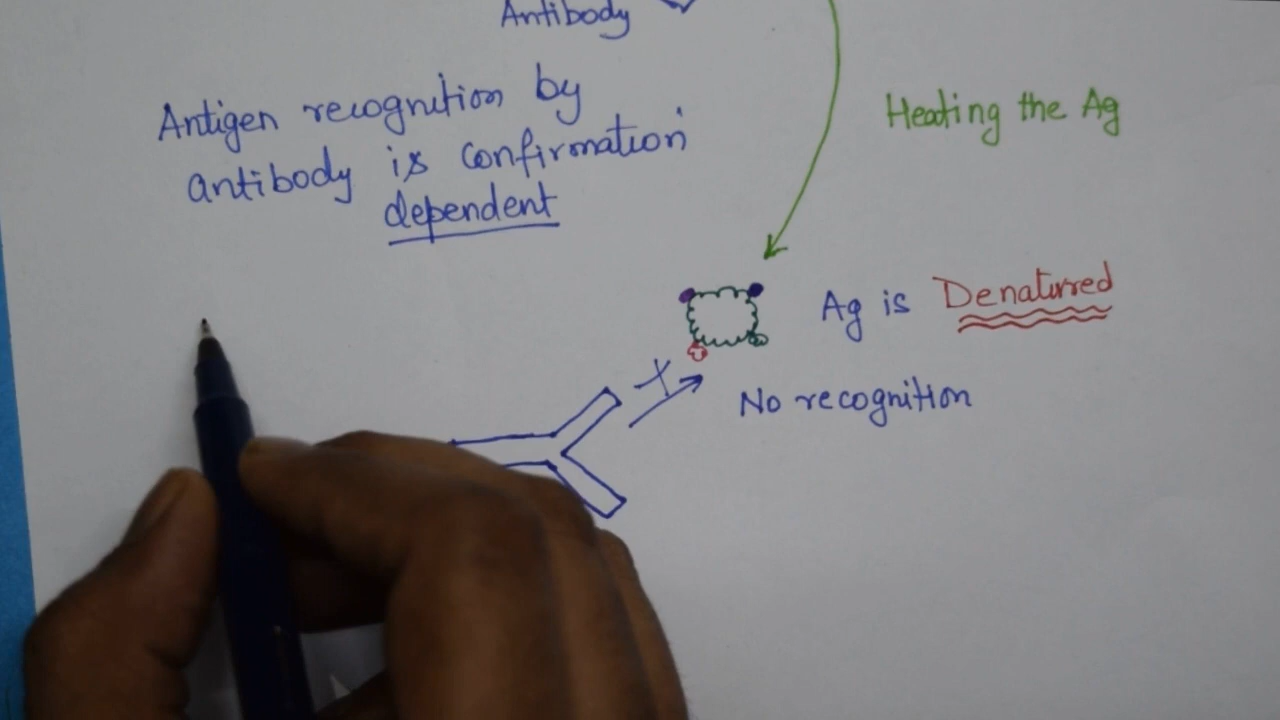 Antibody
Antigen recognition by
antibody is confirmation
dependent
Heating the Ag
Ag is Denatured
No recognition